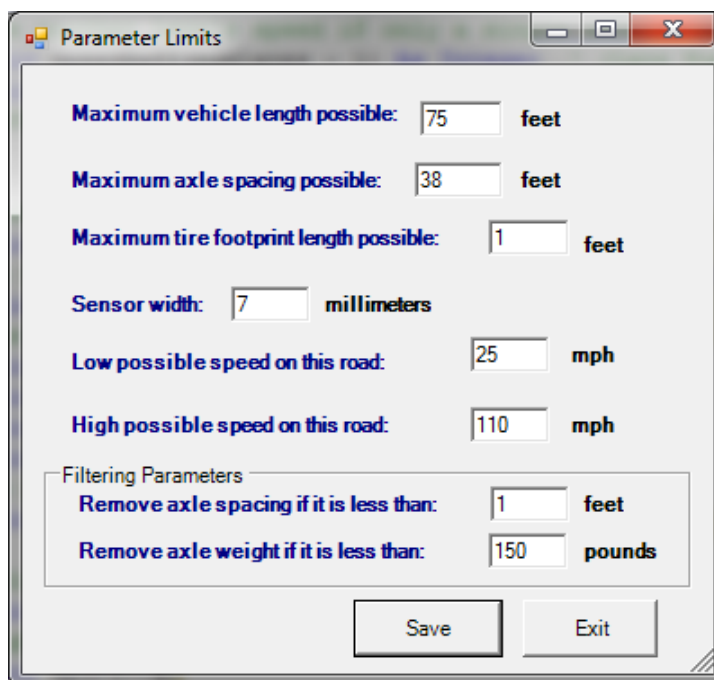 Parameter Limits
Maximum vehicle length possible: 75 feet
Maximum axle spacing possible: 38 feet
Maximum tire footprint length possible: 1 feet
Sensor width: 7 millimeters
Low possible speed on this road: 25 mph
High possible speed on this road: 110 mph
Filtering Parameters
Remove axle spacing if it is less than: 1 feet
Remove axle weight if it is less than: 150 pounds
Save Exit